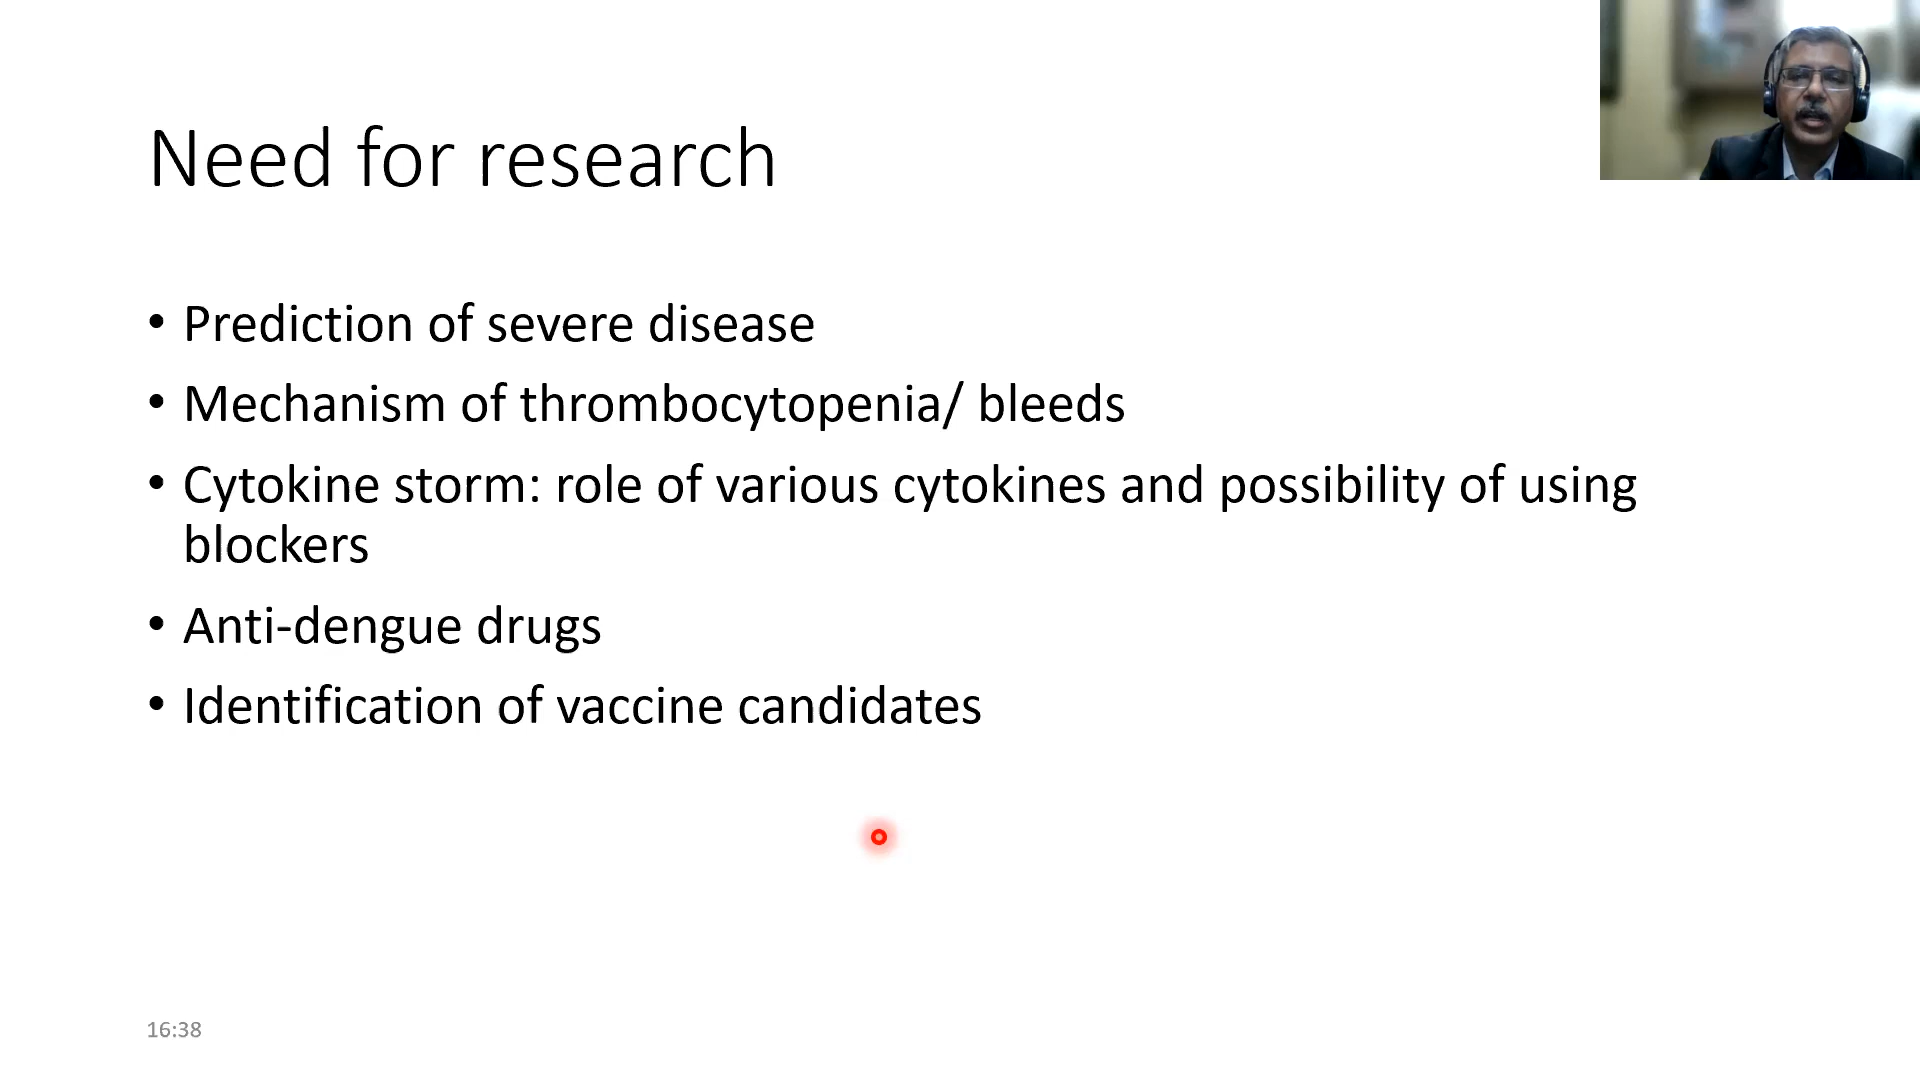 Need for research
• Prediction of severe disease
• Mechanism of thrombocytopenia/ bleeds
• Cytokine storm: role of various cytokines and possibility of using
blockers
• Anti-dengue drugs
• Identification of vaccine candidates
16:38